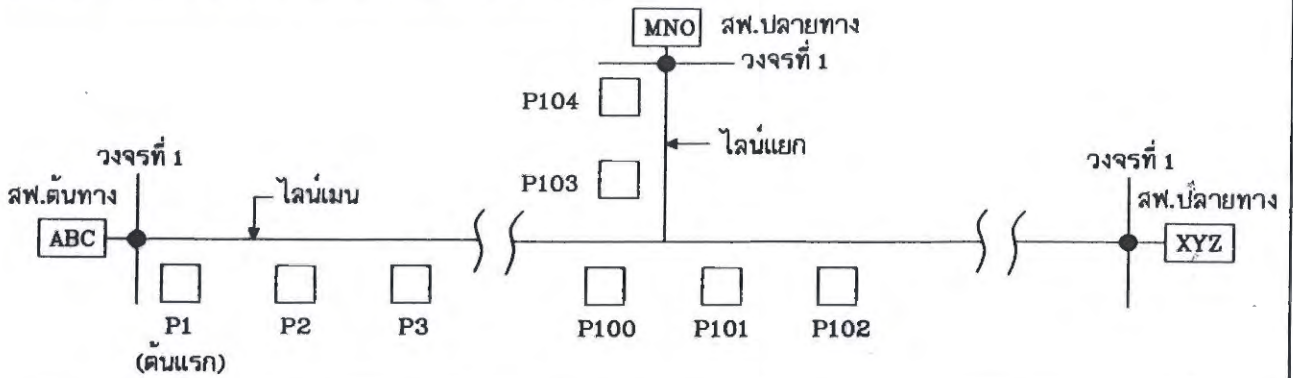 MNO สฟ.ปลายทาง
วงจรที่ 1
P104
ไลน์แยก
วงจรที่ 1
P103
วงจรที่ 1
สฟ.ต้นทาง
ไลน์เมน
สฟ.ปลายทาง
ABC
XYZ
P1 P2 P3 P100 P101 P102
(ต้นแรก)